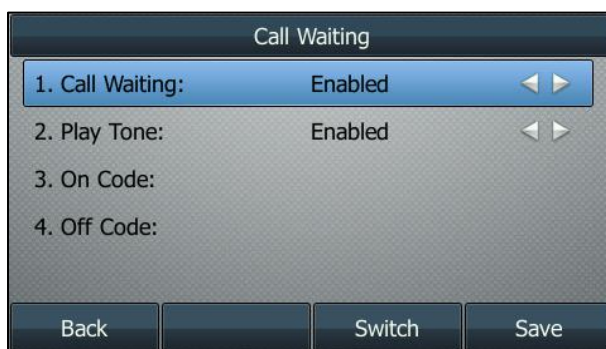 Call Waiting
1. Call Waiting: Enabled
2. Play Tone: Enabled
3. On Code:
4. Off Code:
Back Switch Save